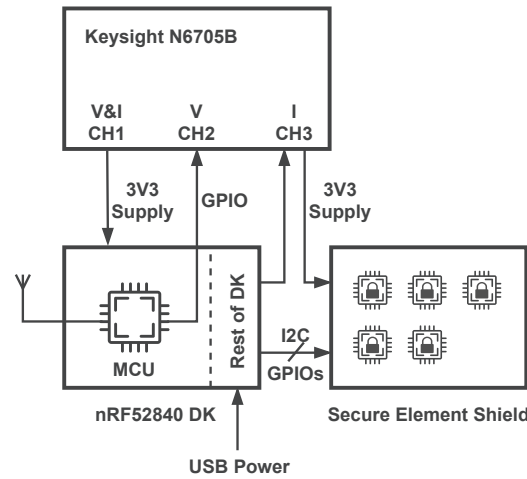 Keysight N6705B
V&I
CH1
V
CH2
I
CH3
3V3
Supply
GPIO
3V3
Supply
MCU
Rest of DK
I2C
GPIOs
nRF52840 DK
Secure Element Shield
USB Power